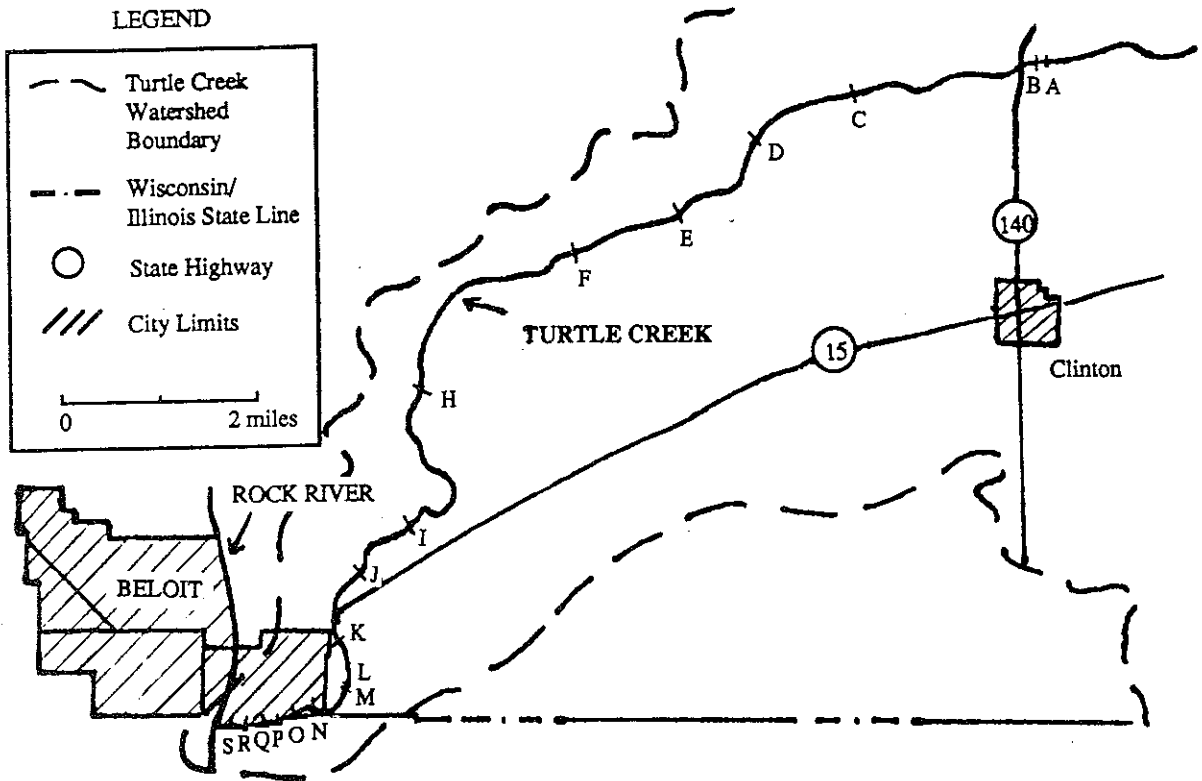 LEGEND
Turtle Creek
Watershed
Boundary
Wisconsin/
Illinois State Line
State Highway
City Limits
0 2 miles
B A
C
D
E
F
140
TURTLE CREEK
15
Clinton
H
ROCK RIVER
I
J
BELOIT
K
L
M
S R Q P O N